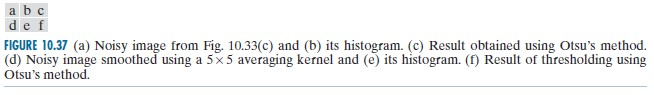 a b c
d e f
FIGURE 10.37 (a) Noisy image from Fig. 10.33(c) and (b) its histogram. (c) Result obtained using Otsu's method.
(d) Noisy image smoothed using a 5×5 averaging kernel and (e) its histogram. (f) Result of thresholding using
Otsu's method.